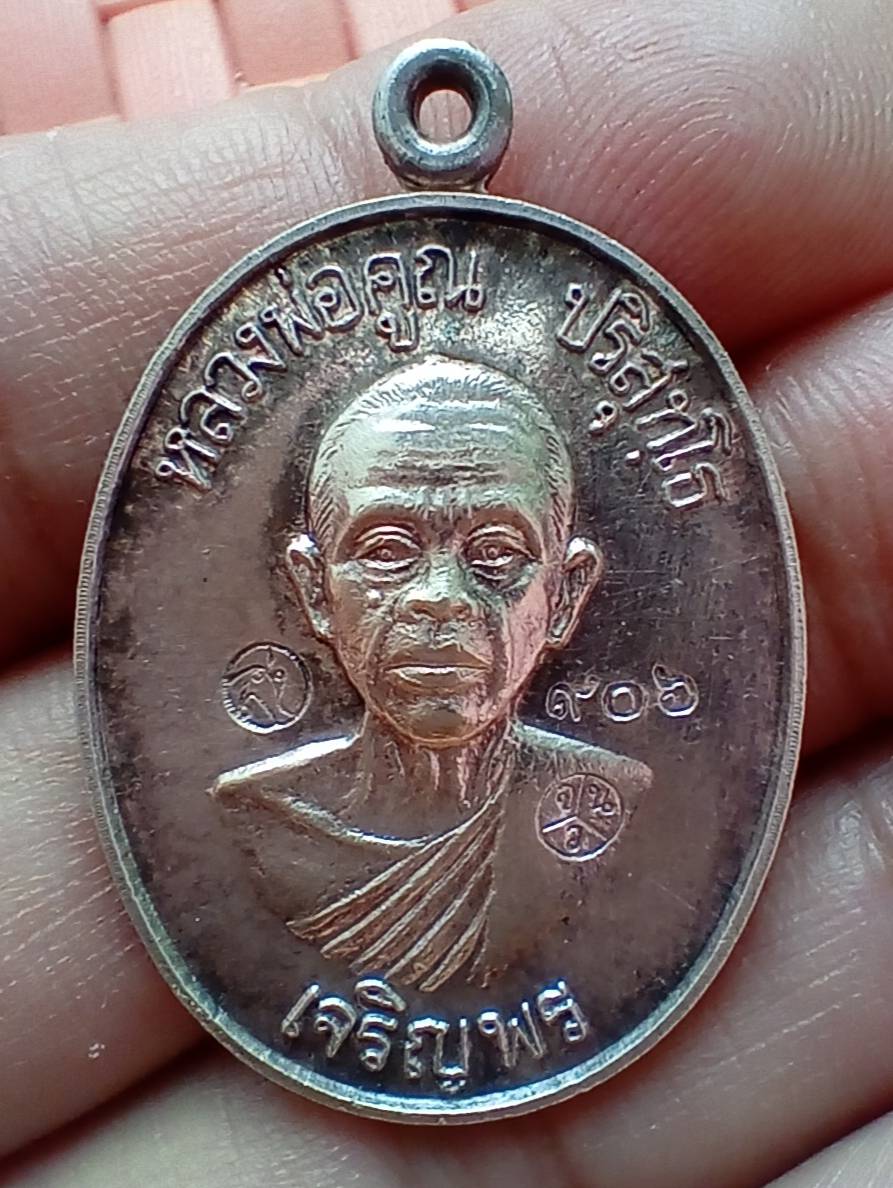 หลวงพ่อคูณ ปริสุทฺโธ
๙๐๖
เจริญพร